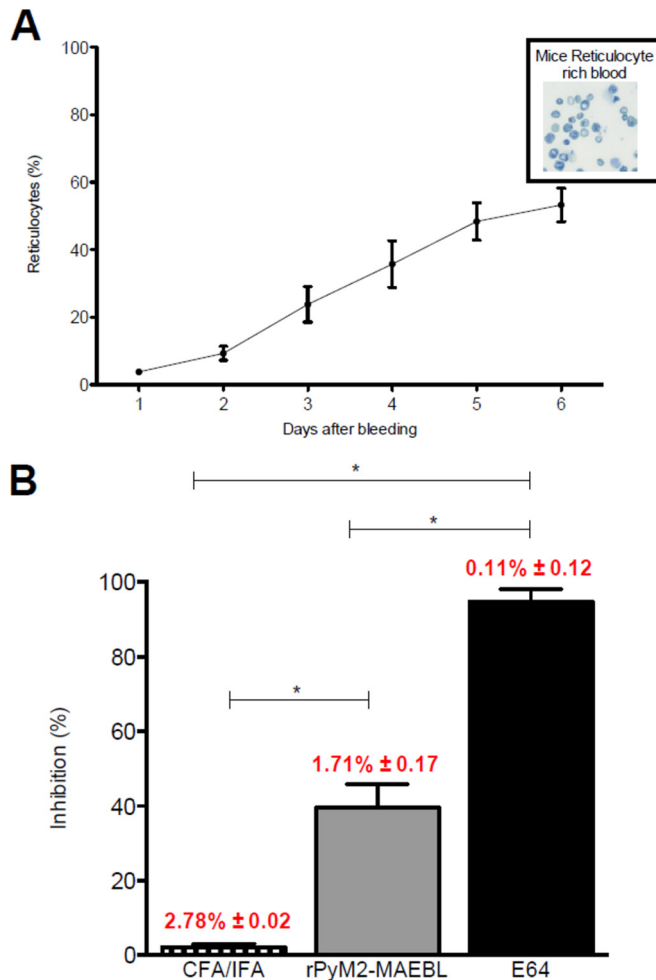 A
Mice Reticulocyte
rich blood
Reticulocytes (%)
100
80
60
40
20
0
1 2 3 4 5 6
Days after bleeding
B
*
*
*
Inhibition (%)
100
80
60
40
20
0
0.11% ± 0.12
1.71% ± 0.17
2.78% ± 0.02
CFA/IFA rPyM2-MAEBL E64